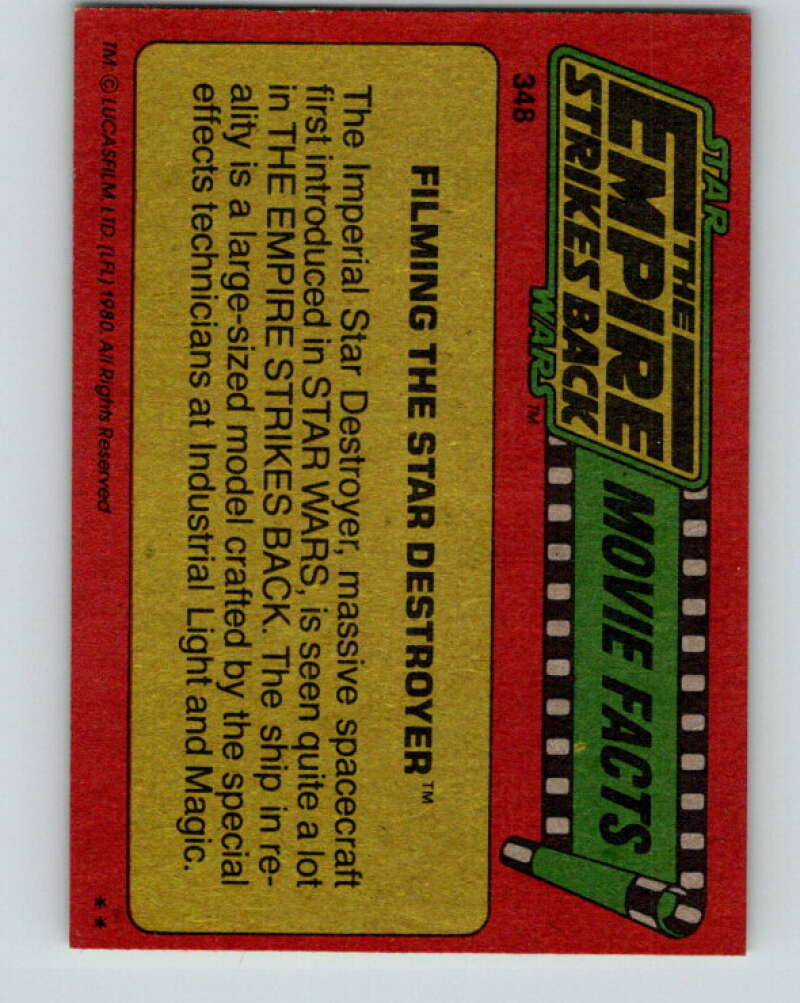 STAR
THE
EMPIRE
STRIKES BACK
WARS™
MOVIE FACTS
348
FILMING THE STAR DESTROYER™
The Imperial Star Destroyer, massive spacecraft
first introduced in STAR WARS, is seen quite a lot
in THE EMPIRE STRIKES BACK. The ship in re-
ality is a large-sized model crafted by the special
effects technicians at Industrial Light and Magic.
TM © LUCASFILM, LTD. (LFL) 1980. All Rights Reserved
**